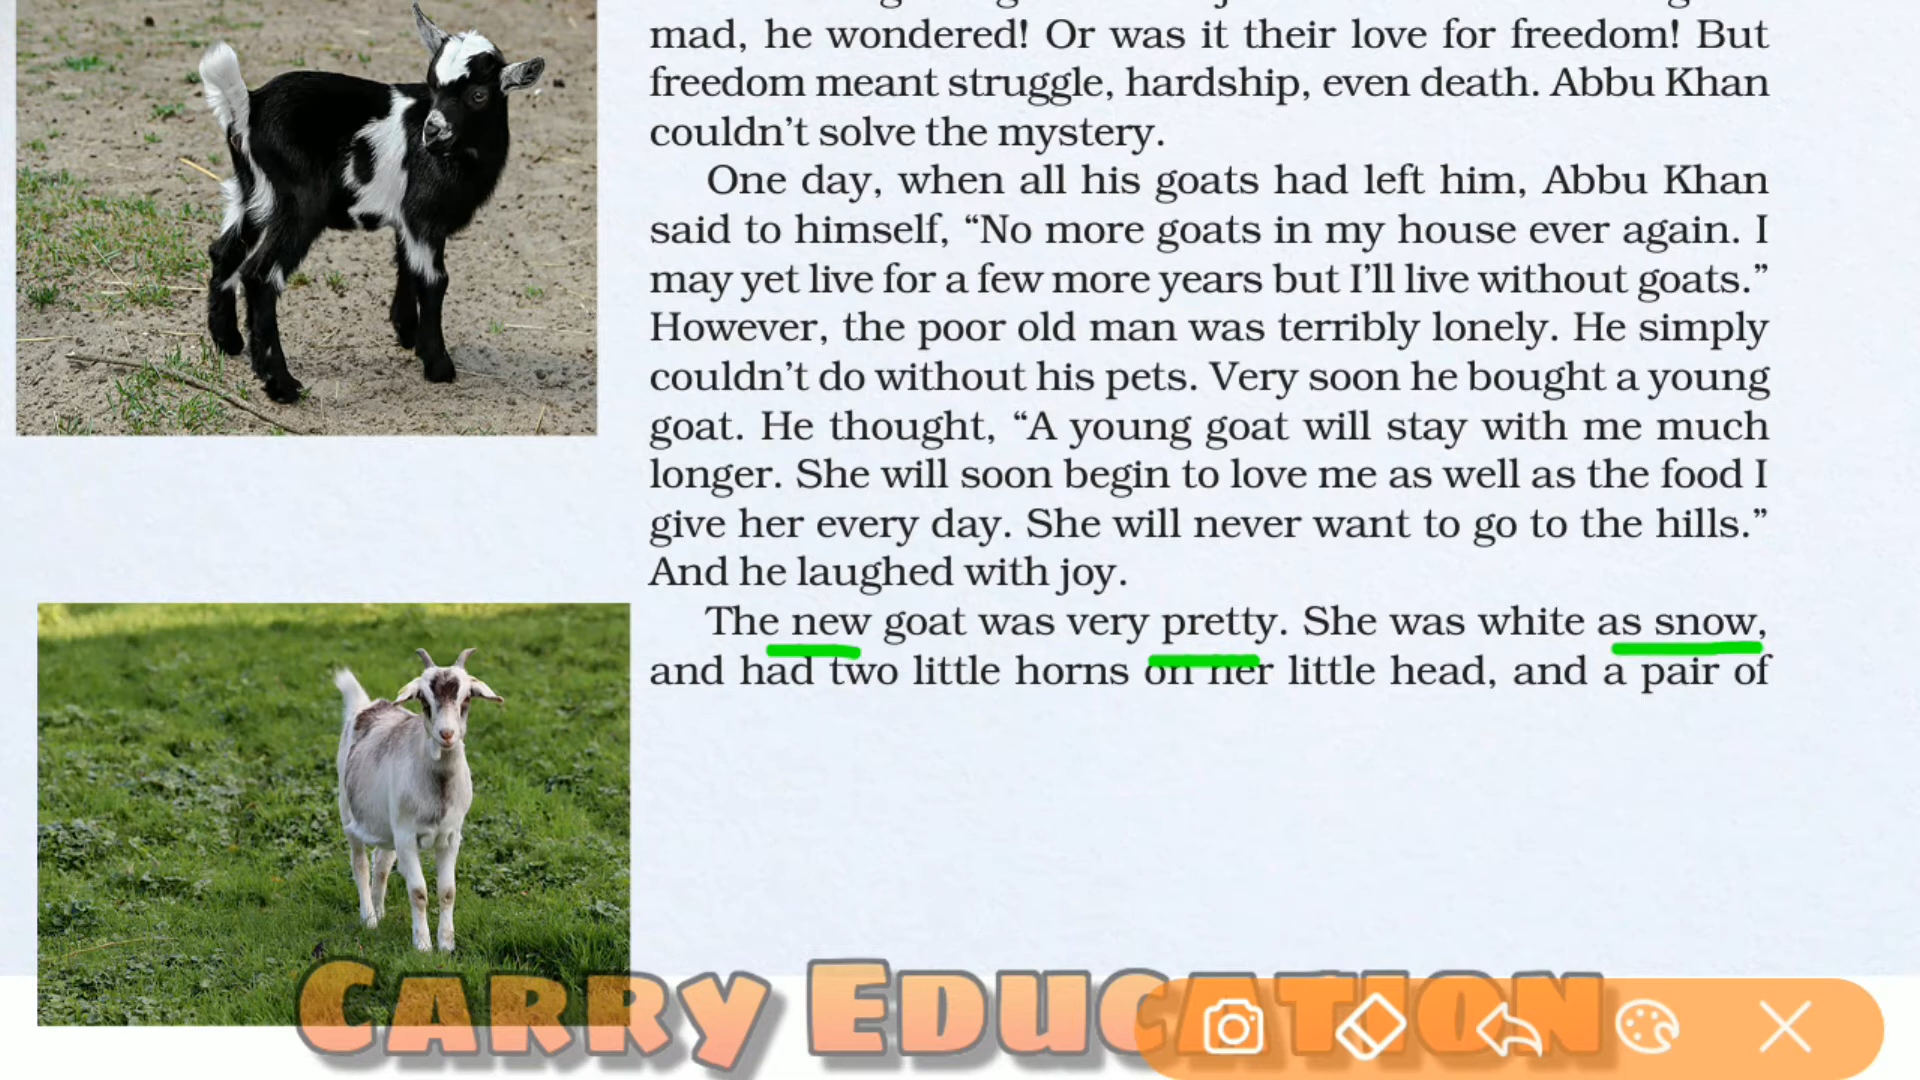 mad, he wondered! Or was it their love for freedom! But
freedom meant struggle, hardship, even death. Abbu Khan
couldn’t solve the mystery.
One day, when all his goats had left him, Abbu Khan
said to himself, “No more goats in my house ever again. I
may yet live for a few more years but I’ll live without goats.”
However, the poor old man was terribly lonely. He simply
couldn’t do without his pets. Very soon he bought a young
goat. He thought, “A young goat will stay with me much
longer. She will soon begin to love me as well as the food I
give her every day. She will never want to go to the hills.”
And he laughed with joy.
The new goat was very pretty. She was white as snow,
and had two little horns on her little head, and a pair of
CARRY EDUCATION